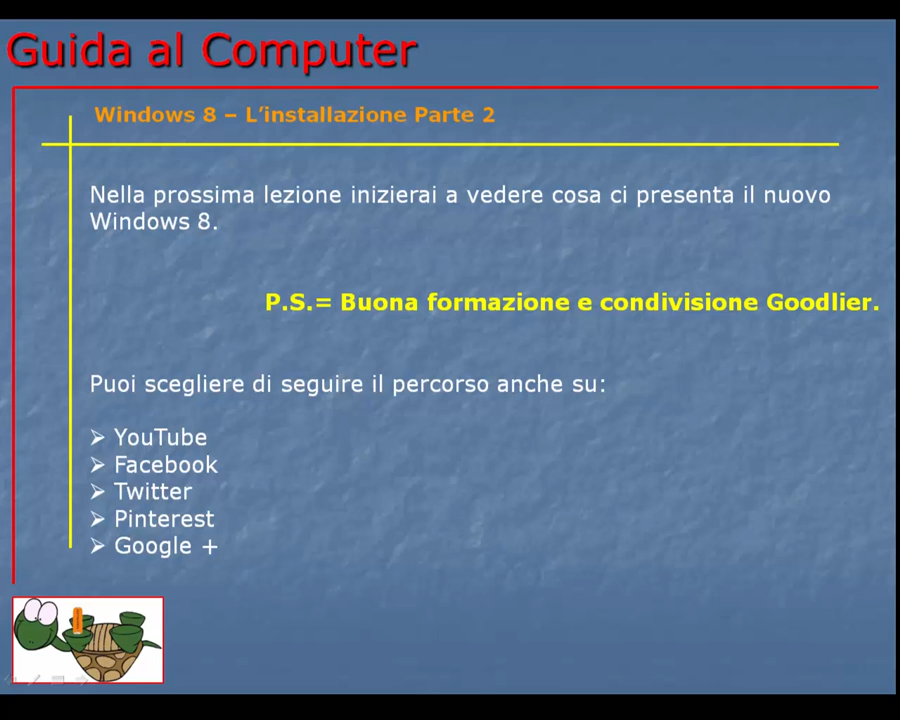 Guida al Computer
Windows 8 – L’installazione Parte 2
Nella prossima lezione inizierai a vedere cosa ci presenta il nuovo
Windows 8.
P.S.= Buona formazione e condivisione Goodlier.
Puoi scegliere di seguire il percorso anche su:
➢ YouTube
➢ Facebook
➢ Twitter
➢ Pinterest
➢ Google +